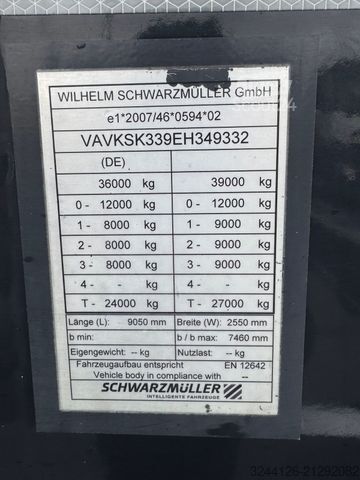 WILHELM SCHWARZMÜLLER GmbH
e1*2007/46*0594*02
VAVKSK339EH349332
(DE)
36000 kg 39000 kg
0 - 12000 kg 0 - 12000 kg
1 - 8000 kg 1 - 9000 kg
2 - 8000 kg 2 - 9000 kg
3 - 8000 kg 3 - 9000 kg
4 - - kg 4 - - kg
T - 24000 kg T - 27000 kg
Länge (L): 9050 mm Breite (W): 2550 mm
b min: b / b max: 7460 mm
Eigengewicht: -- kg Nutzlast: -- kg
Fahrzeugaufbau entspricht EN 12642
Vehicle body in compliance with --
SCHWARZMÜLLER
INTELLIGENTE FAHRZEUGE
3244126-21292082